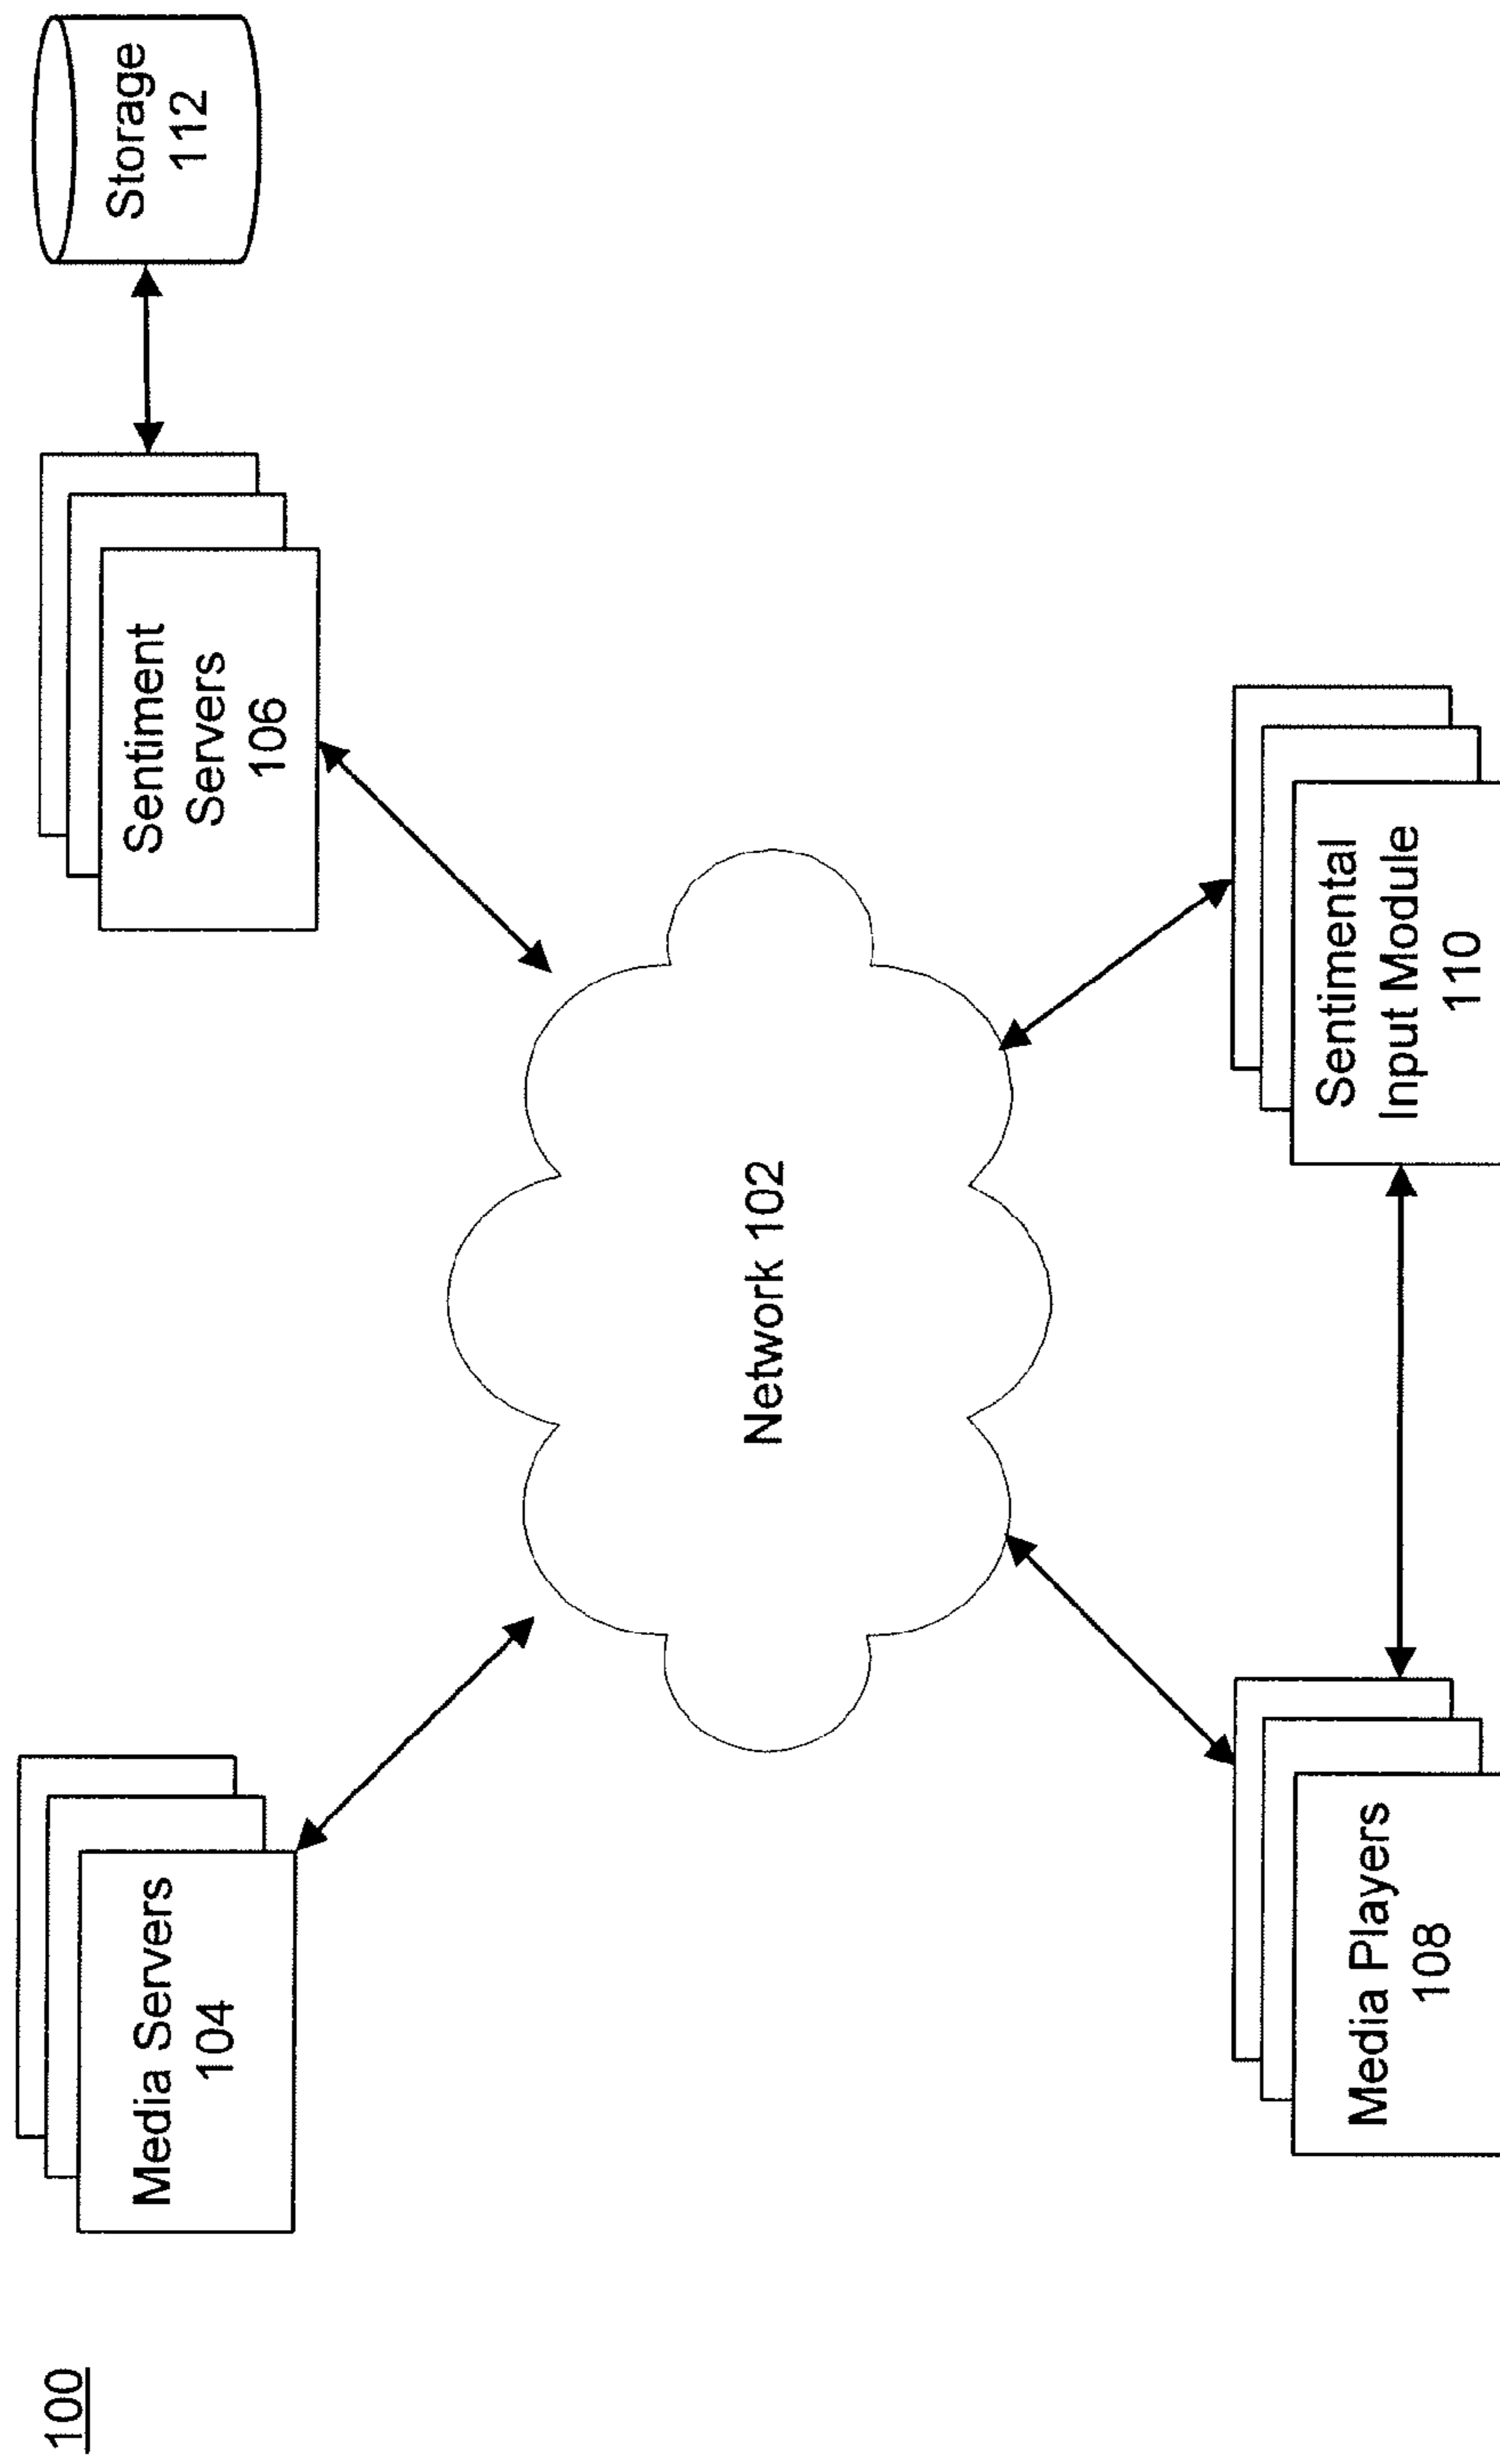 100
Media Servers
104
Sentiment
Servers
106
Storage
112
Network 102
Media Players
108
Sentimental
Input Module
110